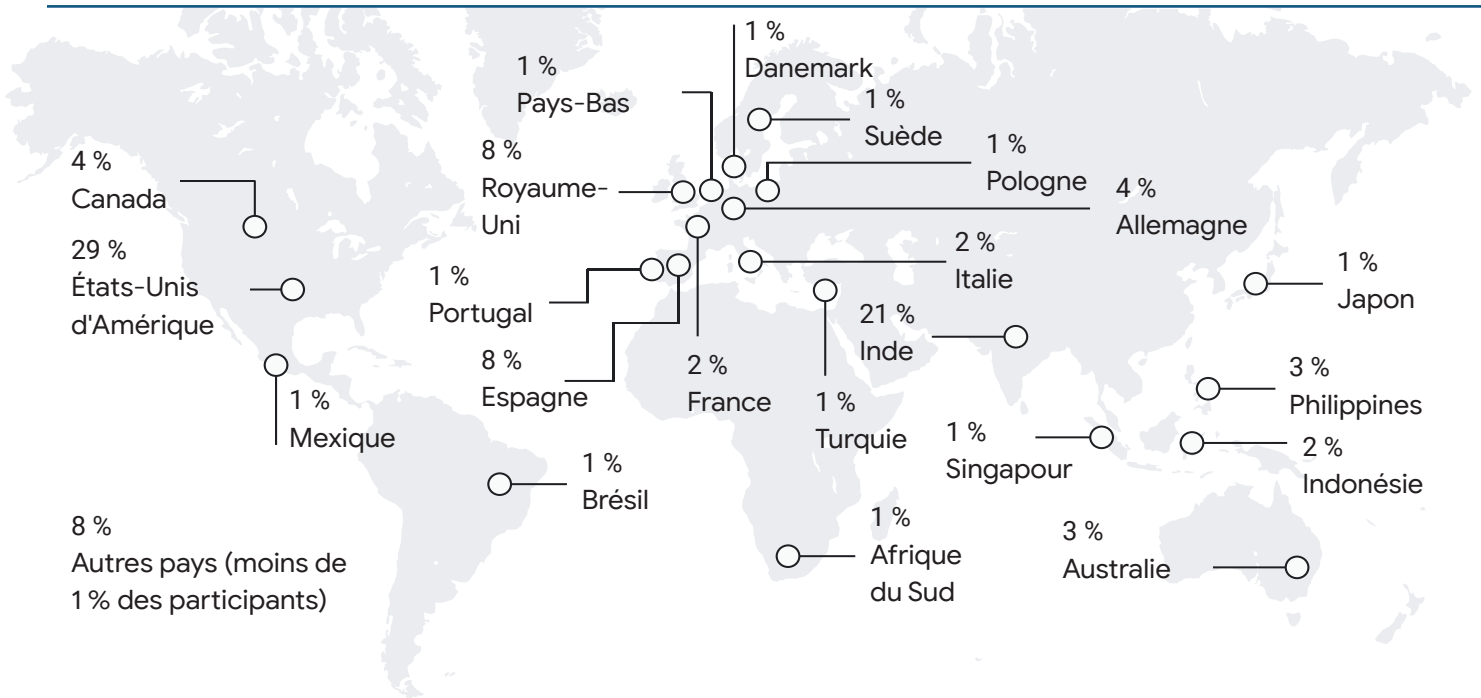 1 %
Danemark
1 %
Pays-Bas
1 %
Suède
1 %
Pologne
4 %
Canada
8 %
Royaume-
Uni
4 %
Allemagne
29 %
États-Unis
d'Amérique
1 %
Portugal
2 %
Italie
1 %
Japon
21 %
Inde
8 %
Espagne
2 %
France
1 %
Turquie
3 %
Philippines
1 %
Mexique
1 %
Singapour
2 %
Indonésie
1 %
Brésil
8 %
Autres pays (moins de
1 % des participants)
1 %
Afrique
du Sud
3 %
Australie